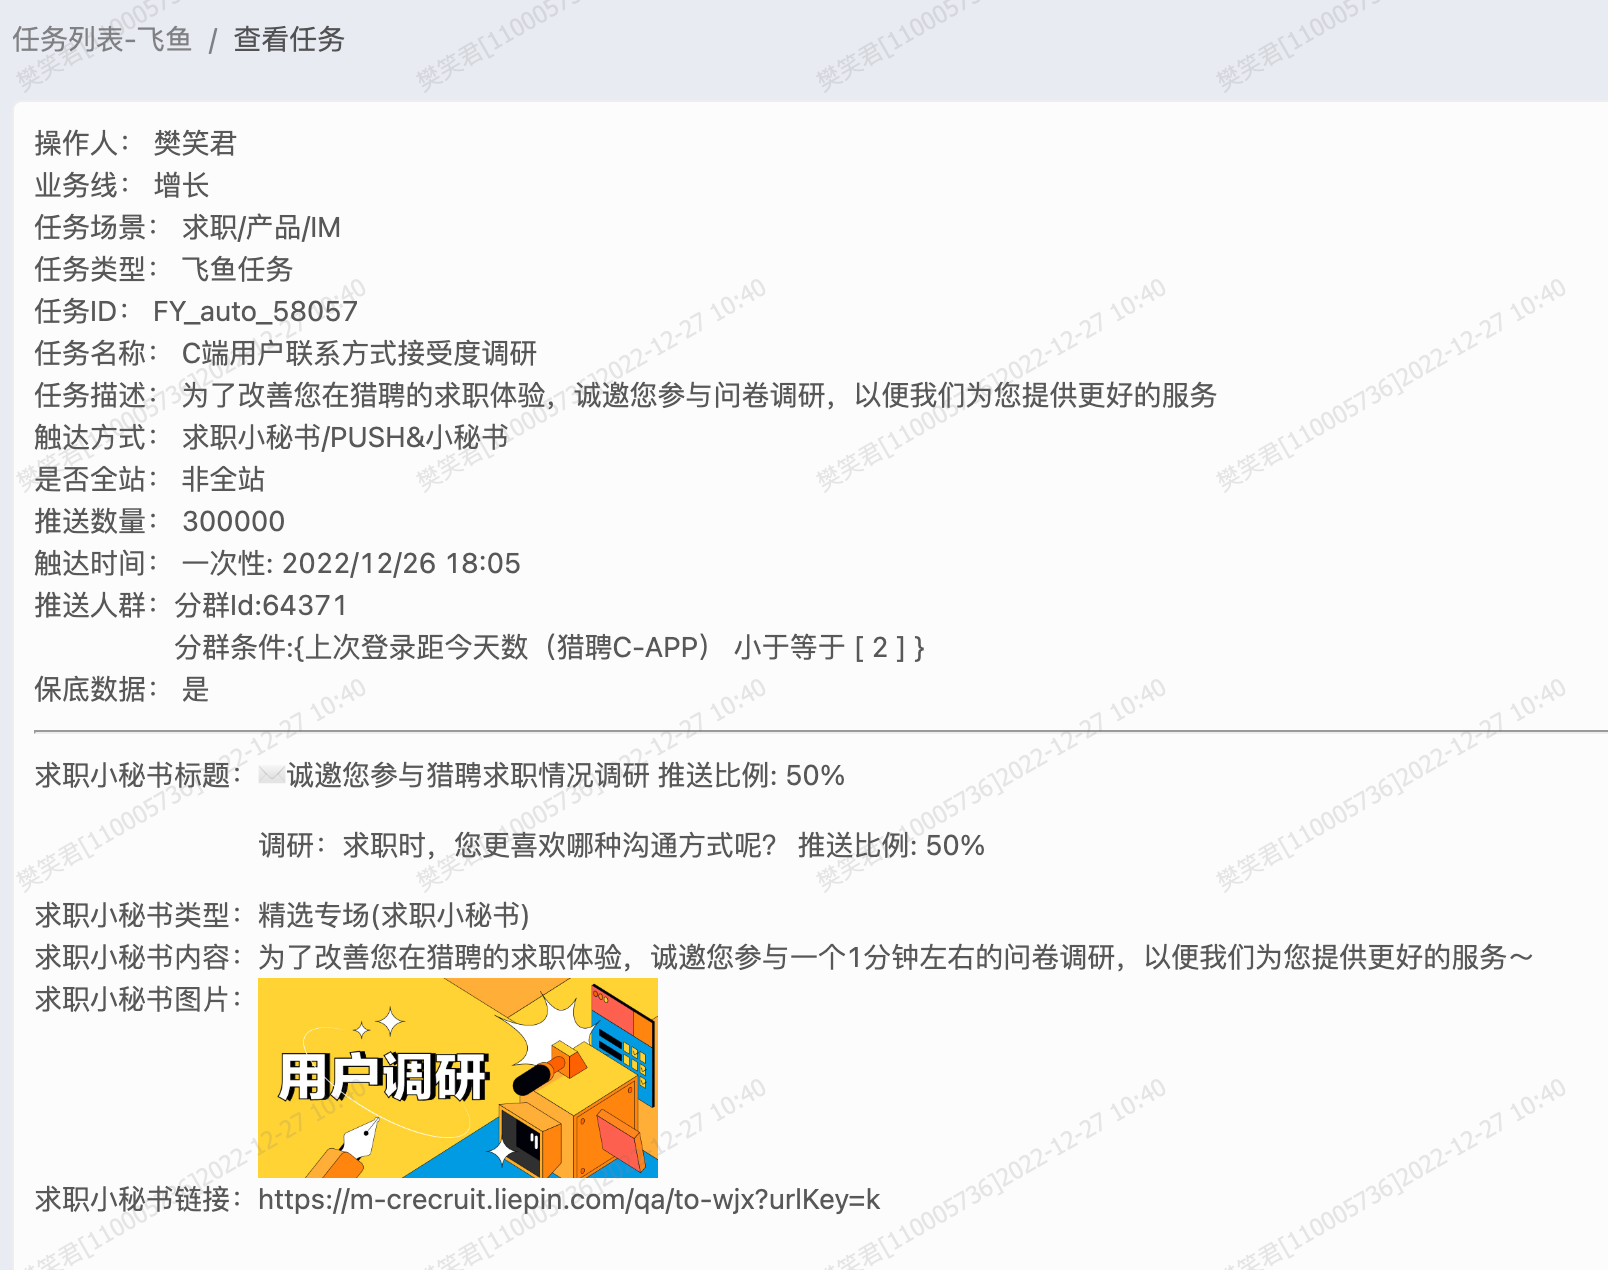 任务列表-飞鱼 / 查看任务
操作人： 樊笑君
业务线： 增长
任务场景： 求职/产品/IM
任务类型： 飞鱼任务
任务ID： FY_auto_58057
任务名称： C端用户联系方式接受度调研
任务描述： 为了改善您在猎聘的求职体验，诚邀您参与问卷调研，以便我们为您提供更好的服务
触达方式： 求职小秘书/PUSH&小秘书
是否全站： 非全站
推送数量： 300000
触达时间： 一次性: 2022/12/26 18:05
推送人群：分群Id:64371
分群条件:{上次登录距今天数（猎聘C-APP） 小于等于 [ 2 ] }
保底数据： 是
求职小秘书标题：✉诚邀您参与猎聘求职情况调研 推送比例: 50%
调研：求职时，您更喜欢哪种沟通方式呢？ 推送比例: 50%
求职小秘书类型：精选专场(求职小秘书)
求职小秘书内容：为了改善您在猎聘的求职体验，诚邀您参与一个1分钟左右的问卷调研，以便我们为您提供更好的服务～
求职小秘书图片：
用户调研
求职小秘书链接：https://m-crecruit.liepin.com/qa/to-wjx?urlKey=k
樊笑君[110005736]2022-12-27 10:40